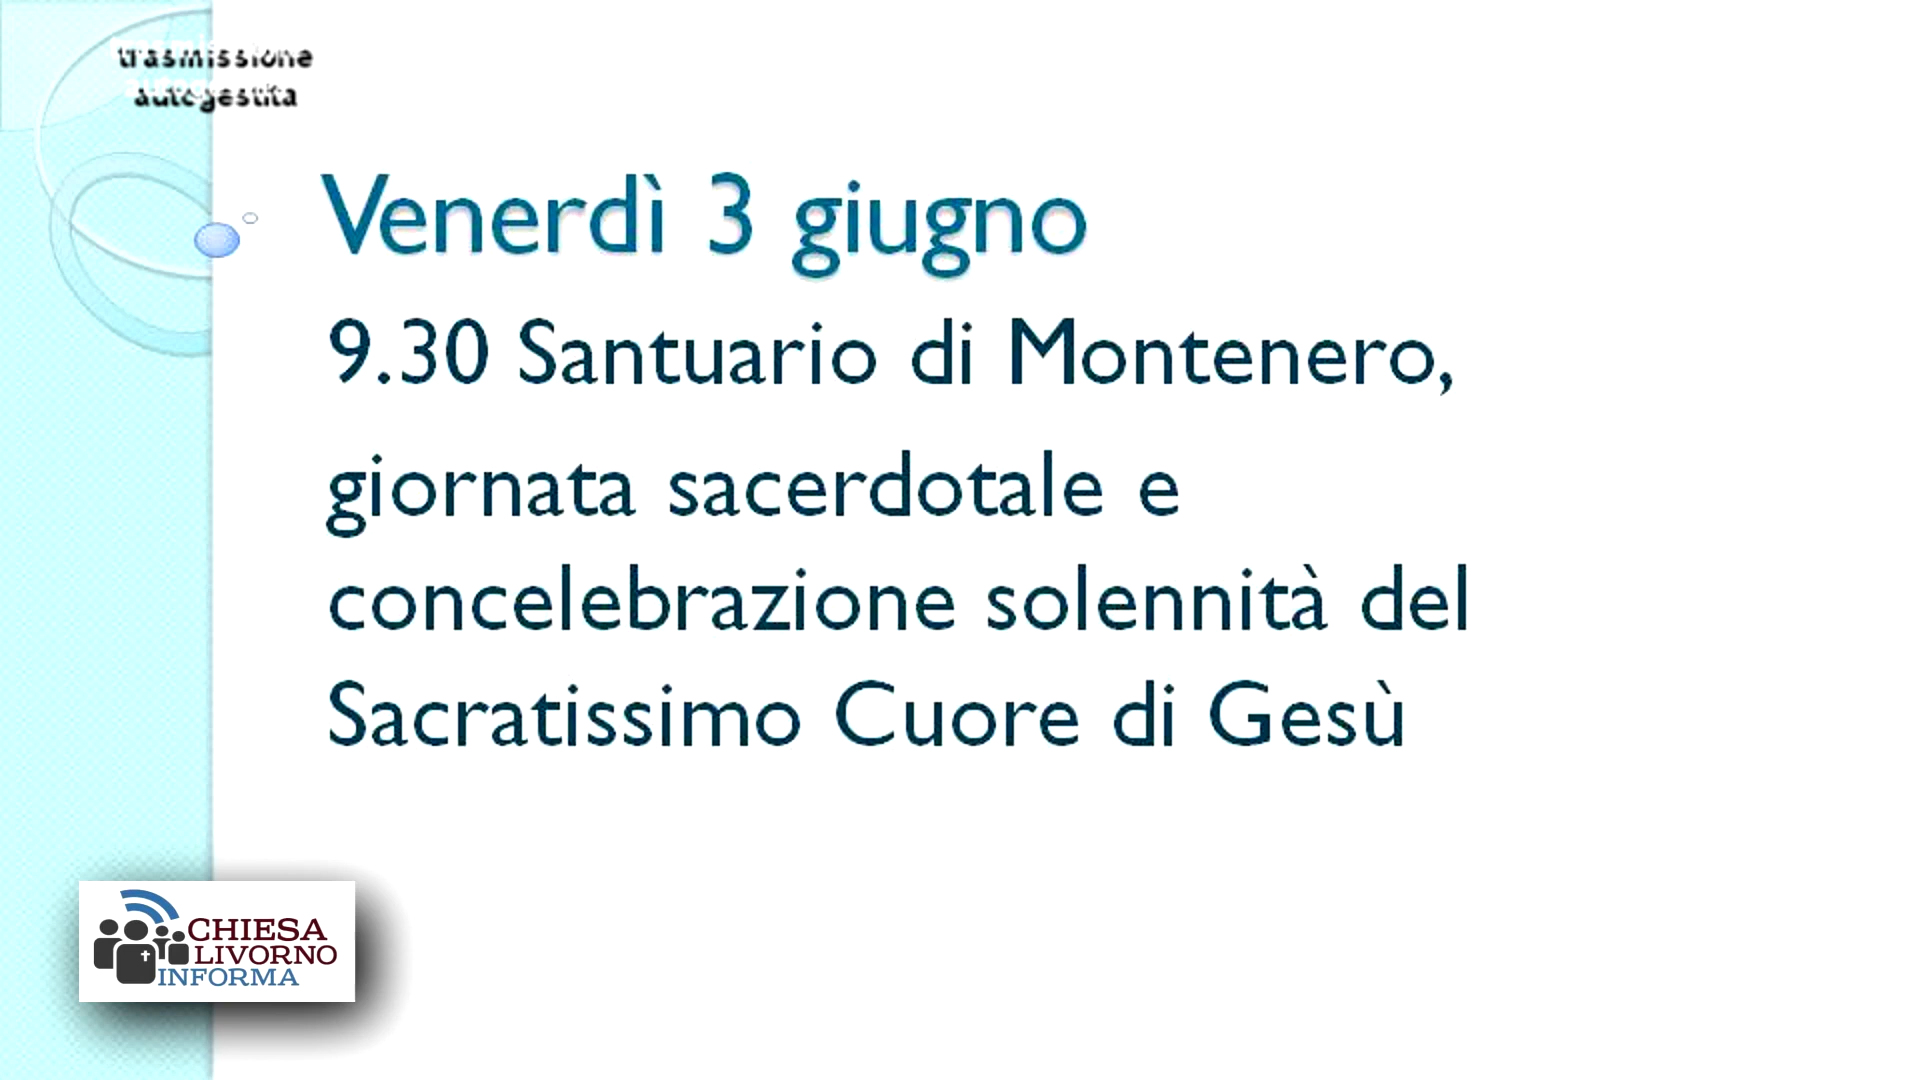 trasmissione
autogestita
Venerdì 3 giugno
9.30 Santuario di Montenero,
giornata sacerdotale e
concelebrazione solennità del
Sacratissimo Cuore di Gesù
CHIESA
LIVORNO
INFORMA